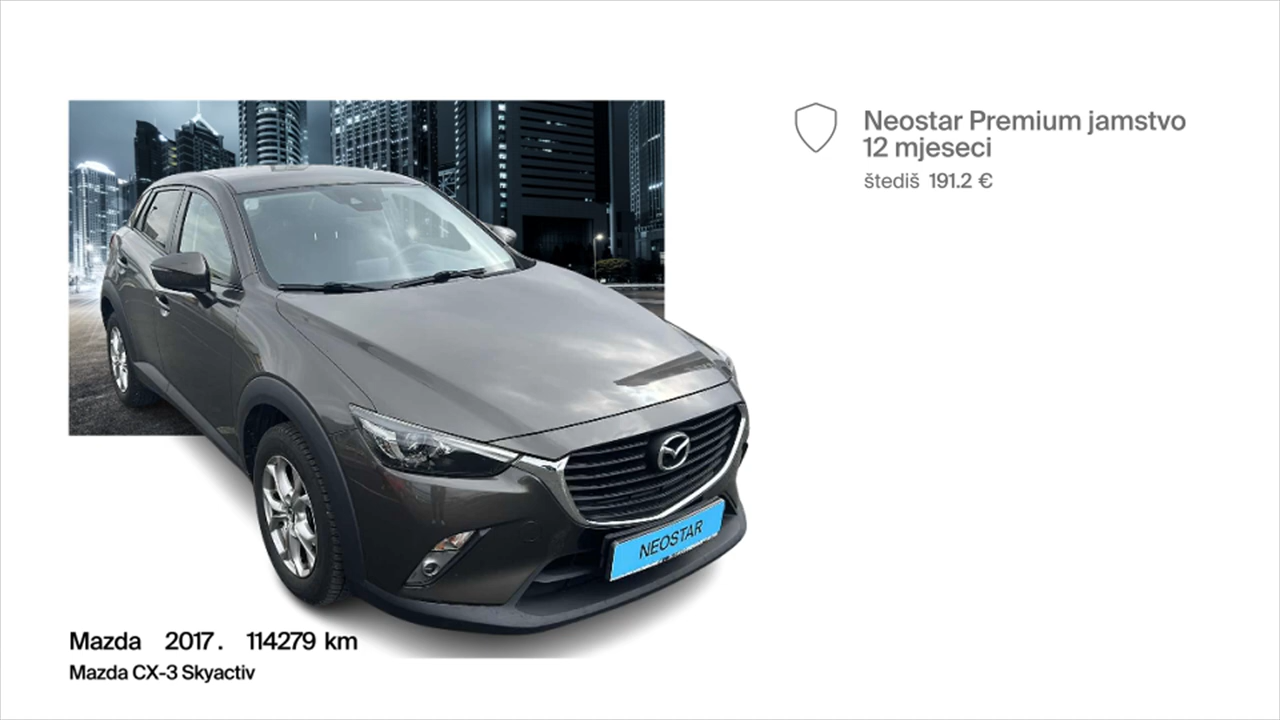 Neostar Premium jamstvo
12 mjeseci
štediš 191.2 €
NEOSTAR
Mazda 2017. 114279 km
Mazda CX-3 Skyactiv